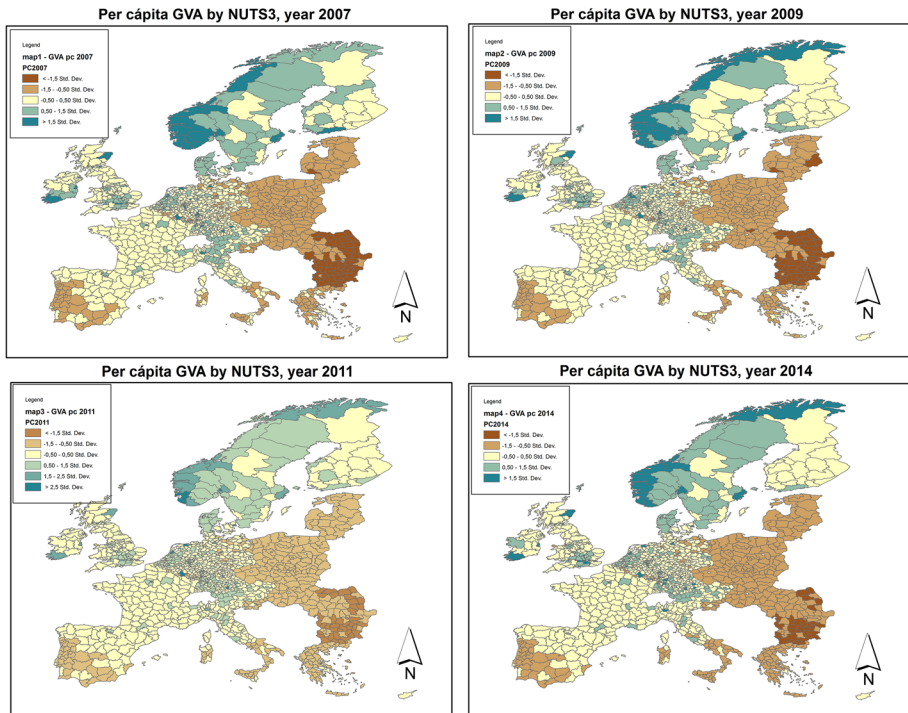 Per cápita GVA by NUTS3, year 2007
Legend
map1 - GVA pc 2007
PC2007
< -1,5 Std. Dev.
-1,5 - -0,50 Std. Dev.
-0,50 - 0,50 Std. Dev.
0,50 - 1,5 Std. Dev.
> 1,5 Std. Dev.
N
Per cápita GVA by NUTS3, year 2009
Legend
map2 - GVA pc 2009
PC2009
< -1,5 Std. Dev.
-1,5 - -0,50 Std. Dev.
-0,50 - 0,50 Std. Dev.
0,50 - 1,5 Std. Dev.
> 1,5 Std. Dev.
N
Per cápita GVA by NUTS3, year 2011
Legend
map3 - GVA pc 2011
PC2011
< -1,5 Std. Dev.
-1,5 - -0,50 Std. Dev.
-0,50 - 0,50 Std. Dev.
0,50 - 1,5 Std. Dev.
1,5 - 2,5 Std. Dev.
> 2,5 Std. Dev.
N
Per cápita GVA by NUTS3, year 2014
Legend
map4 - GVA pc 2014
PC2014
< -1,5 Std. Dev.
-1,5 - -0,50 Std. Dev.
-0,50 - 0,50 Std. Dev.
0,50 - 1,5 Std. Dev.
> 1,5 Std. Dev.
N